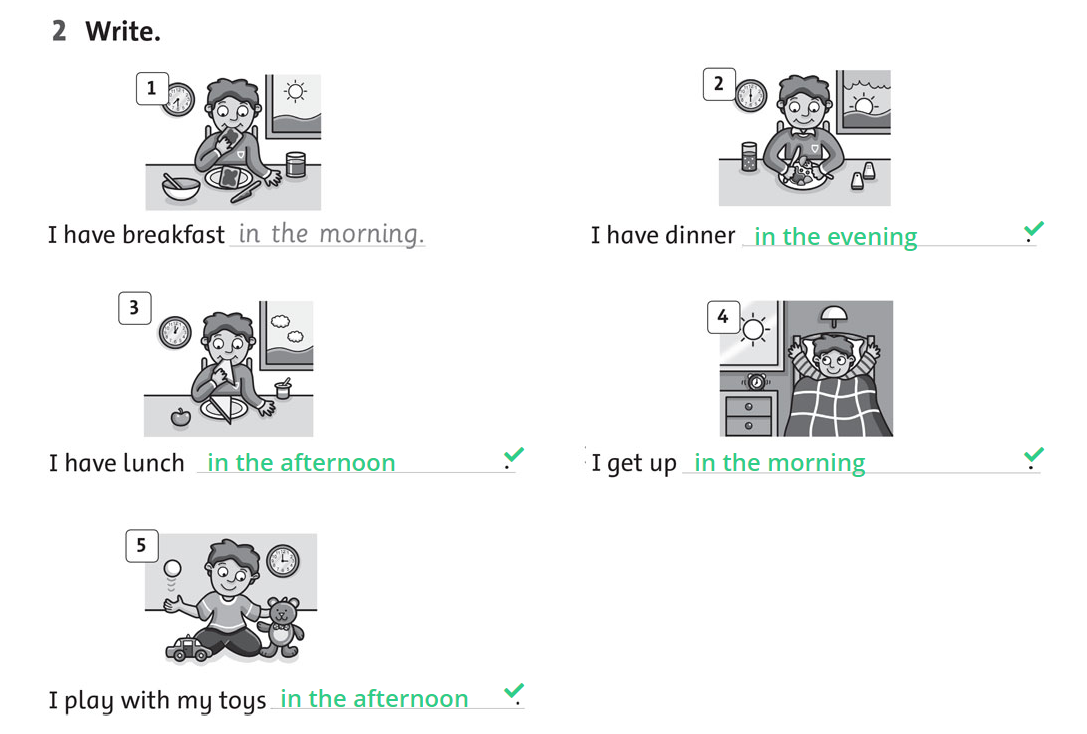 2 Write.
1
2
I have breakfast in the morning.
I have dinner in the evening.
3
4
I have lunch in the afternoon.
I get up in the morning.
5
I play with my toys in the afternoon.